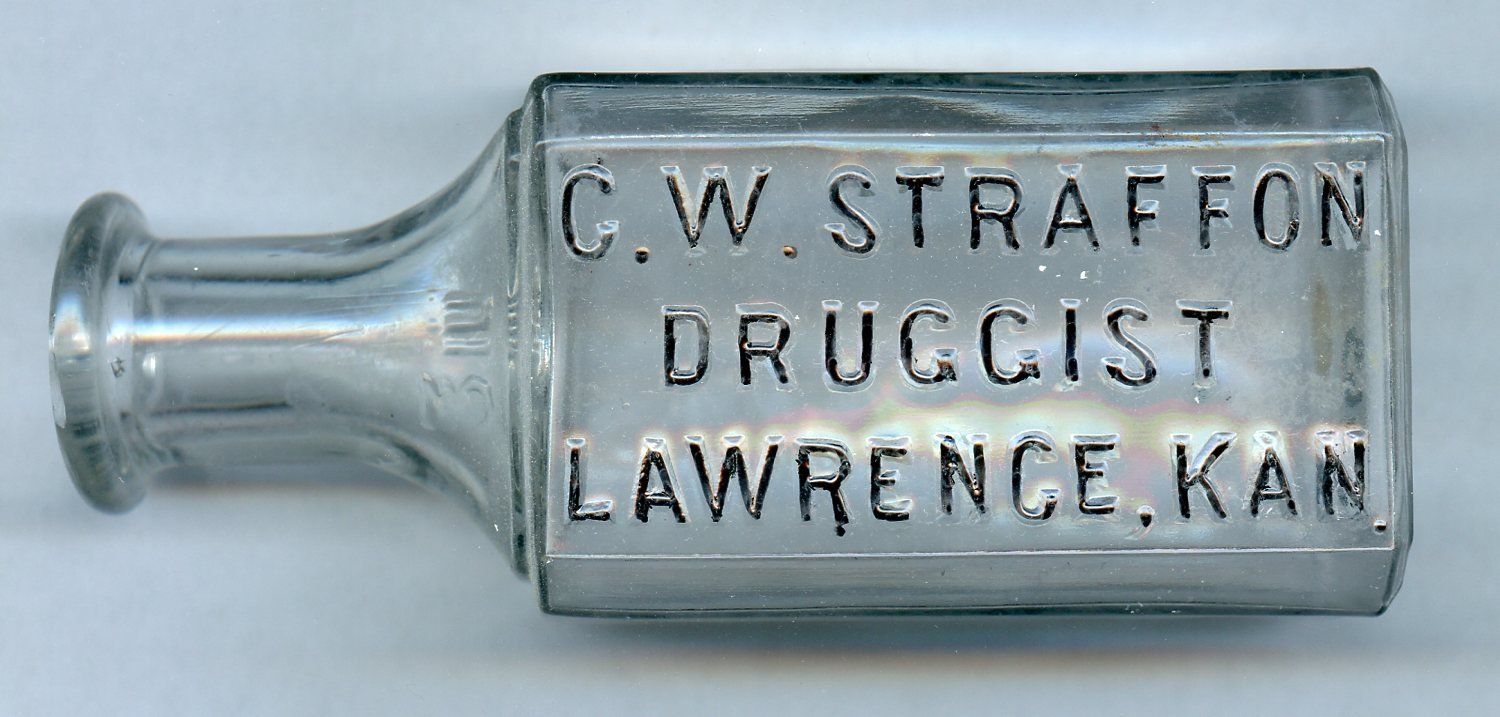 C. W. STRAFFON
DRUGGIST
LAWRENCE, KAN.